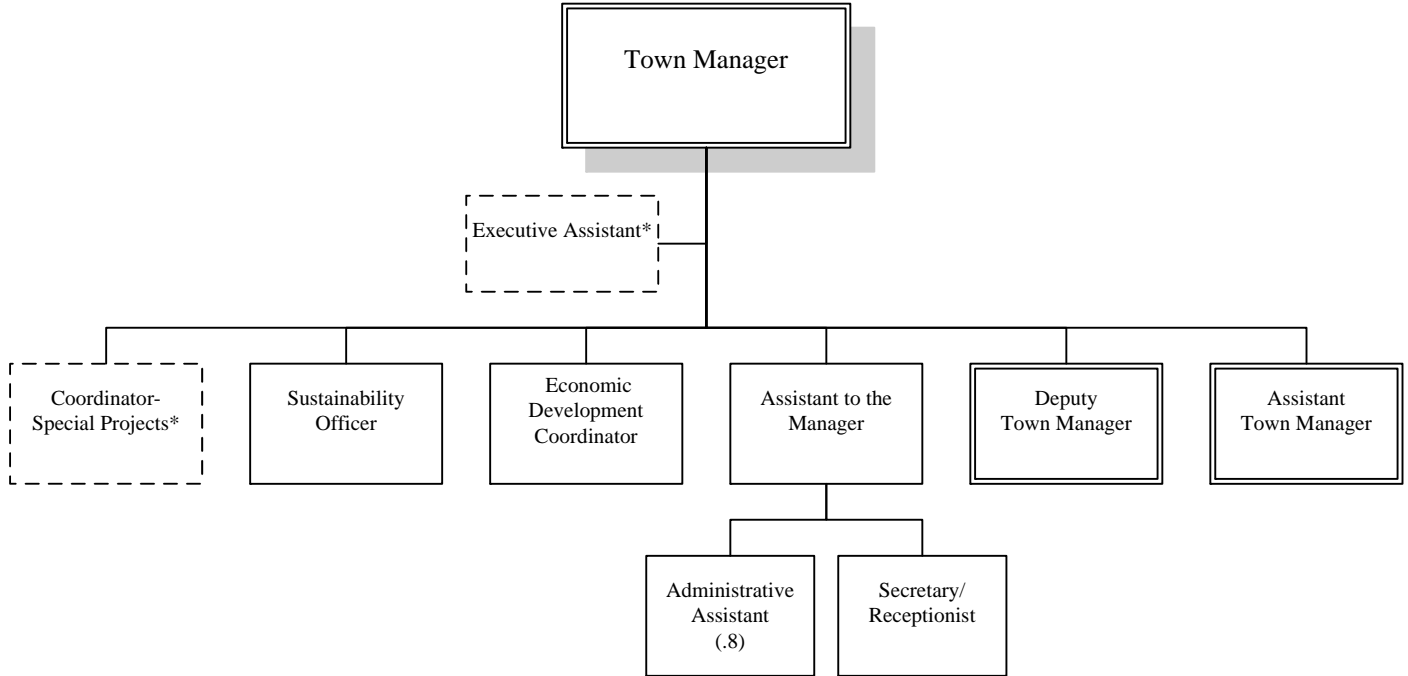 Town Manager
Executive Assistant*
Coordinator-
Special Projects*
Sustainability
Officer
Economic
Development
Coordinator
Assistant to the
Manager
Deputy
Town Manager
Assistant
Town Manager
Administrative
Assistant
(.8)
Secretary/
Receptionist